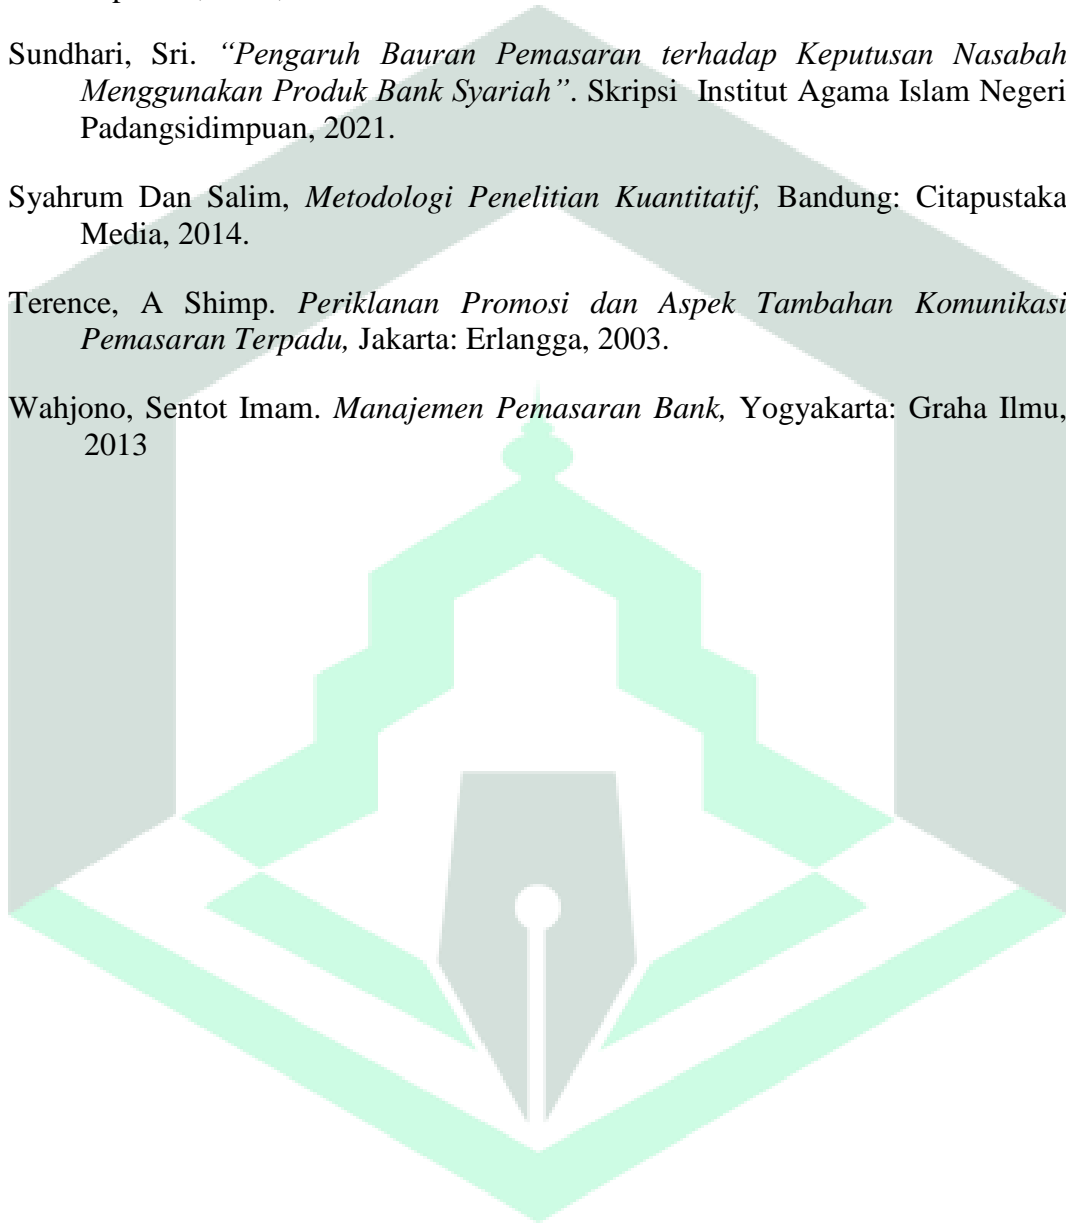 Sundhari, Sri. “Pengaruh Bauran Pemasaran terhadap Keputusan Nasabah
Menggunakan Produk Bank Syariah”. Skripsi Institut Agama Islam Negeri
Padangsidimpuan, 2021.
Syahrum Dan Salim, Metodologi Penelitian Kuantitatif, Bandung: Citapustaka
Media, 2014.
Terence, A Shimp. Periklanan Promosi dan Aspek Tambahan Komunikasi
Pemasaran Terpadu, Jakarta: Erlangga, 2003.
Wahjono, Sentot Imam. Manajemen Pemasaran Bank, Yogyakarta: Graha Ilmu,
2013